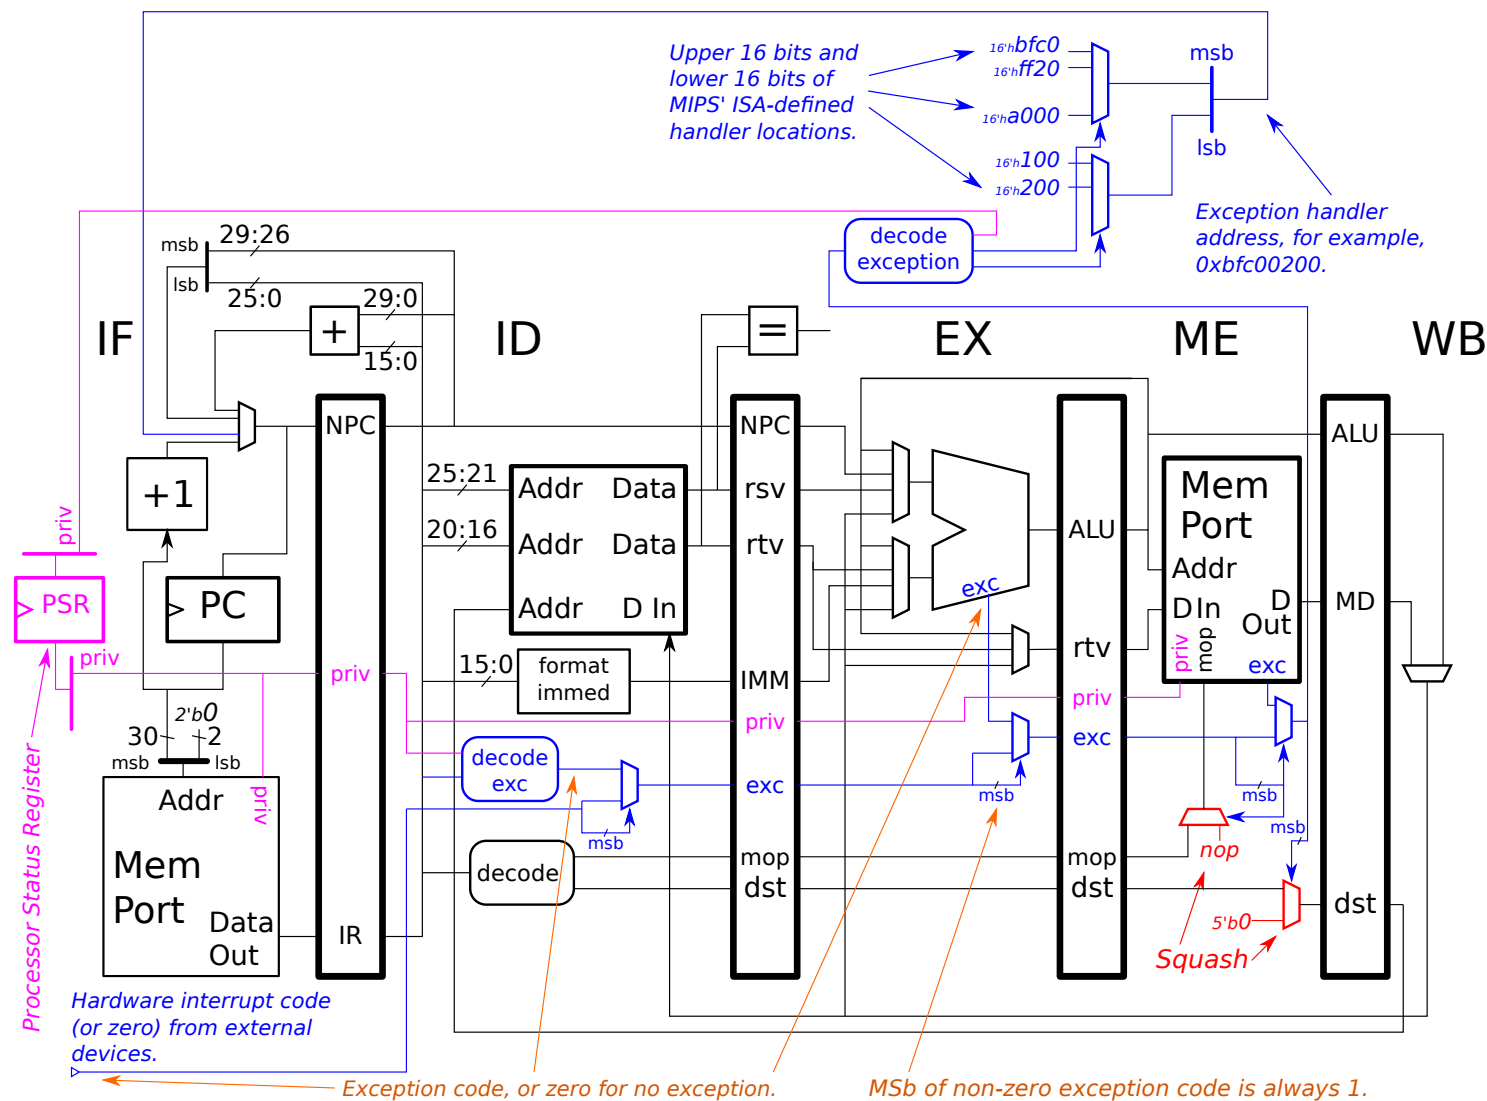 Upper 16 bits and
lower 16 bits of
MIPS' ISA-defined
handler locations.
16'hbfc0
16'hff20
16'ha000
16'h100
16'h200
msb
lsb
Exception handler
address, for example,
0xbfc00200.
decode
exception
msb
29:26
lsb
25:0
29:0
+
15:0
=
IF
ID
EX
ME
WB
NPC
NPC
ALU
+1
25:21
Addr
Data
rsv
20:16
Addr
Data
rtv
Addr
D In
ALU
Mem
Port
Addr
D In
D
Out
priv
mop
exc
MD
priv
PSR
PC
exc
rtv
priv
priv
15:0
format
immed
IMM
priv
priv
2'b0
30
2
msb
lsb
decode
exc
exc
msb
exc
msb
msb
Addr
priv
msb
Mem
Port
Data
Out
decode
mop
dst
mop
dst
nop
5'b0
dst
Squash
IR
Processor Status Register
Hardware interrupt code
(or zero) from external
devices.
Exception code, or zero for no exception.
MSb of non-zero exception code is always 1.